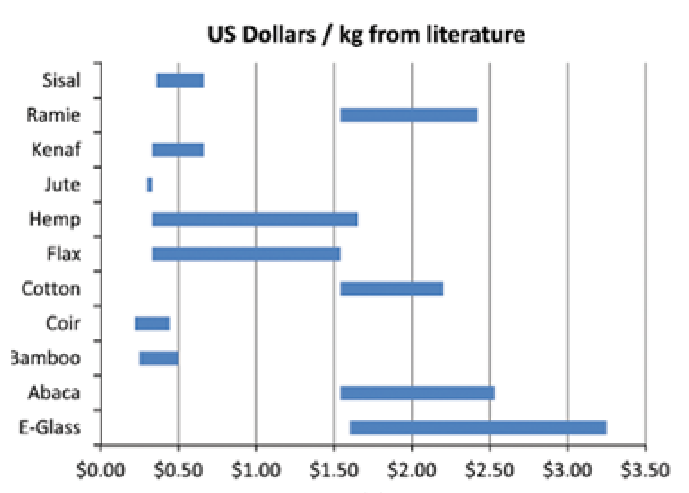 US Dollars / kg from literature
Sisal
Ramie
Kenaf
Jute
Hemp
Flax
Cotton
Coir
Bamboo
Abaca
E-Glass
$0.00 $0.50 $1.00 $1.50 $2.00 $2.50 $3.00 $3.50